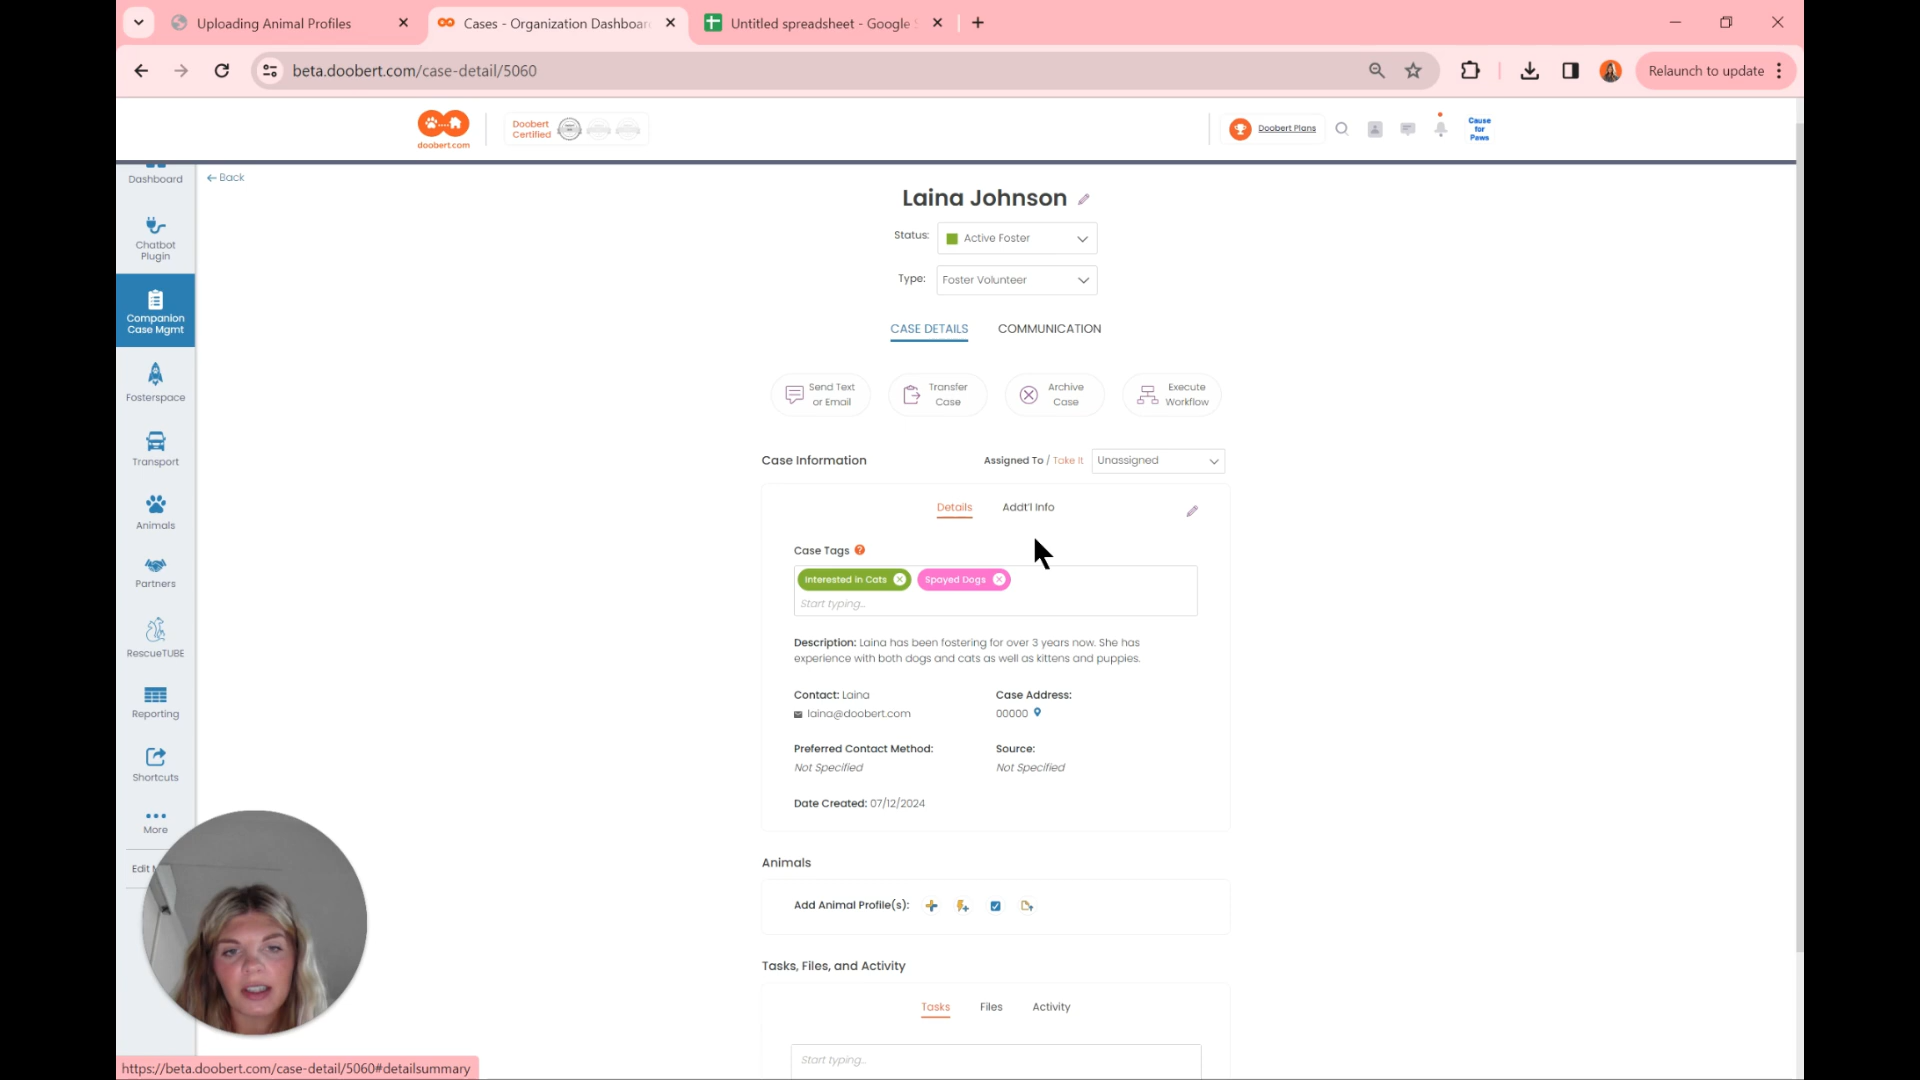 Uploading Animal Profiles
Cases - Organization Dashboar
Untitled spreadsheet - Google S
beta.doobert.com/case-detail/5060
Relaunch to update
doobert.com
Doobert
Certified
Doobert Plans
Cause
for
Paws
Dashboard
Chatbot
Plugin
Companion
Case Mgmt
Fosterspace
Transport
Animals
Partners
RescueTUBE
Reporting
Shortcuts
More
Edit
Back
Laina Johnson
Status: Active Foster
Type: Foster Volunteer
CASE DETAILS COMMUNICATION
Send Text
or Email
Transfer
Case
Archive
Case
Execute
Workflow
Case Information
Assigned To / Take It Unassigned
Details Addt'l Info
Case Tags ?
Interested in Cats Spayed Dogs
Start typing...
Description: Laina has been fostering for over 3 years now. She has
experience with both dogs and cats as well as kittens and puppies.
Contact: Laina
laina@doobert.com
Case Address:
00000
Preferred Contact Method:
Not Specified
Source:
Not Specified
Date Created: 07/12/2024
Animals
Add Animal Profile(s):
Tasks, Files, and Activity
Tasks Files Activity
Start typing...
https://beta.doobert.com/case-detail/5060#detailsummary